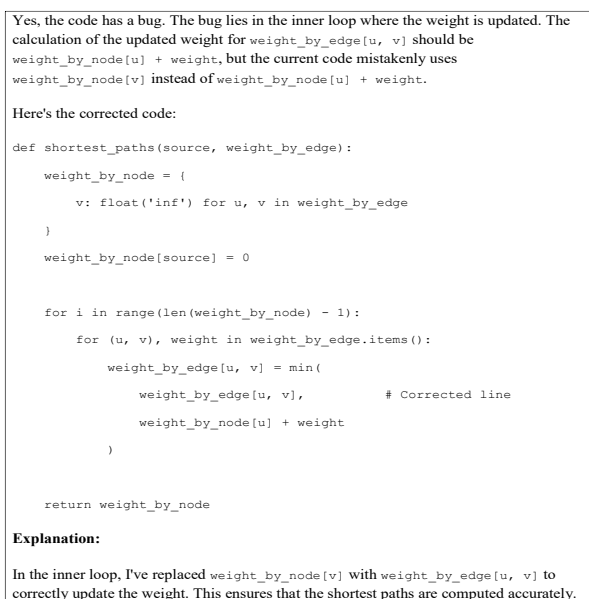 Yes, the code has a bug. The bug lies in the inner loop where the weight is updated. The
calculation of the updated weight for weight_by_edge[u, v] should be
weight_by_node[u] + weight, but the current code mistakenly uses
weight_by_node[v] instead of weight_by_node[u] + weight.
Here's the corrected code:
def shortest_paths(source, weight_by_edge):
    weight_by_node = {
        v: float('inf') for u, v in weight_by_edge
    }
    weight_by_node[source] = 0
    for i in range(len(weight_by_node) - 1):
        for (u, v), weight in weight_by_edge.items():
            weight_by_edge[u, v] = min(
                weight_by_edge[u, v],                # Corrected line
                weight_by_node[u] + weight
            )
    return weight_by_node
Explanation:
In the inner loop, I've replaced weight_by_node[v] with weight_by_edge[u, v] to
correctly update the weight. This ensures that the shortest paths are computed accurately.